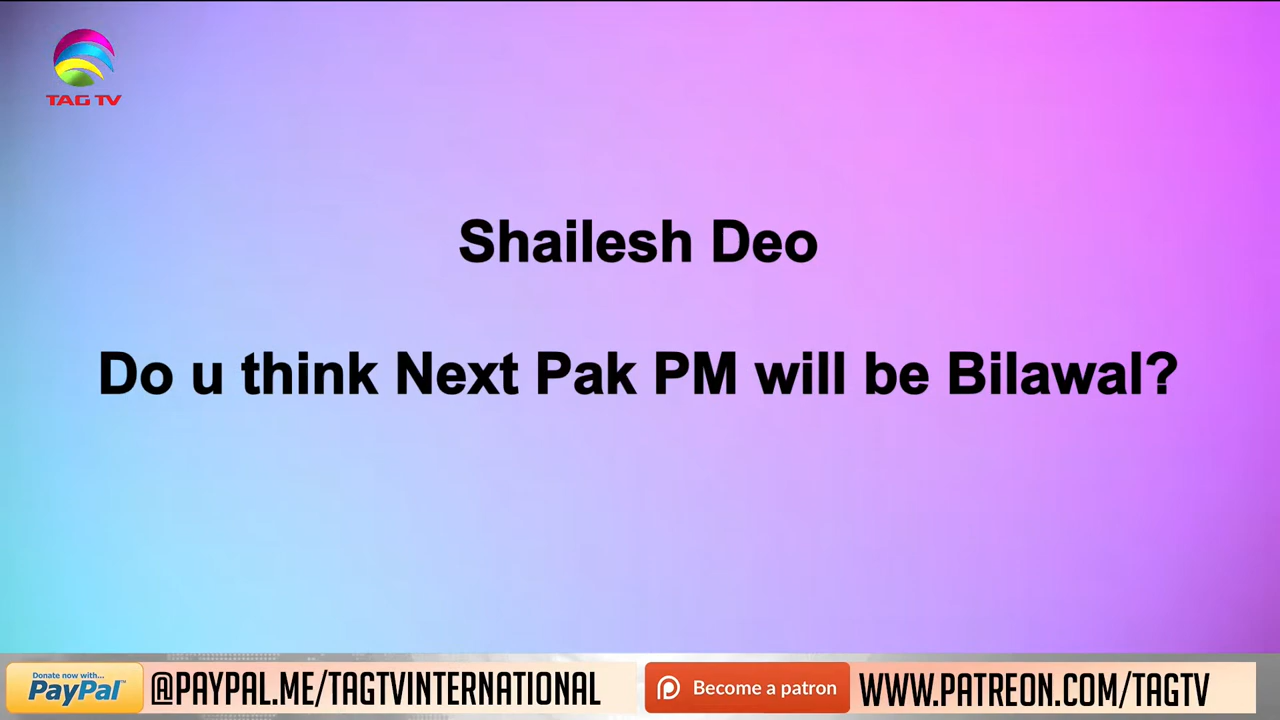 TAG TV
Shailesh Deo
Do u think Next Pak PM will be Bilawal?
Donate now with...
PayPal™
@PAYPAL.ME/TAGTVINTERNATIONAL
Become a patron
WWW.PATREON.COM/TAGTV